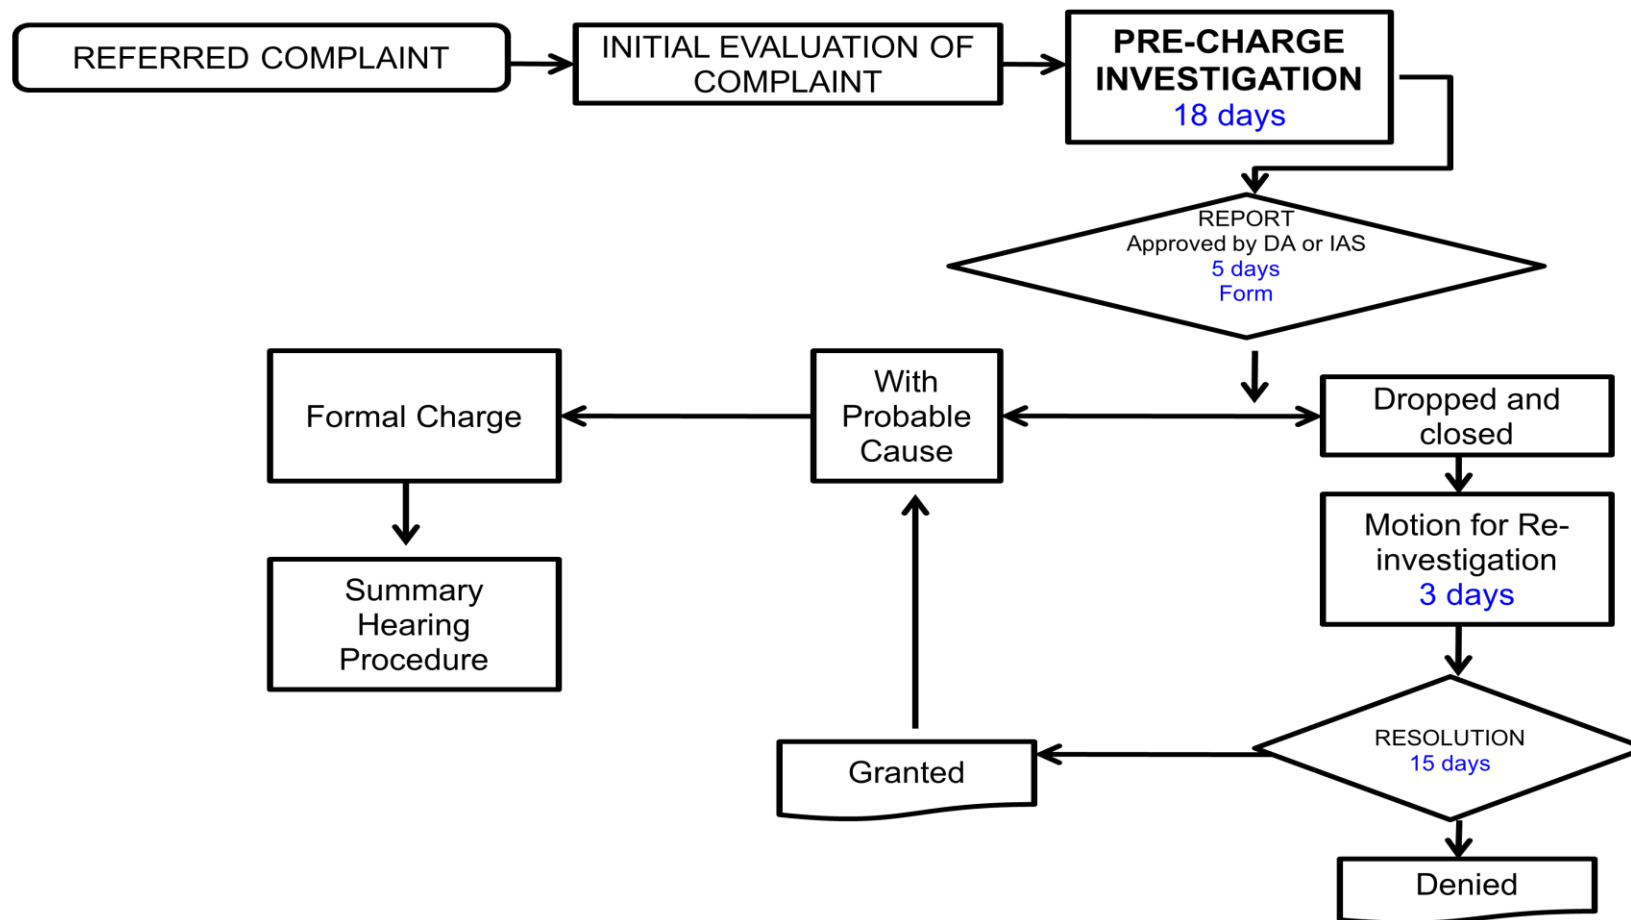 REFERRED COMPLAINT
INITIAL EVALUATION OF
COMPLAINT
PRE-CHARGE
INVESTIGATION
18 days
REPORT
Approved by DA or IAS
5 days
Form
Formal Charge
With
Probable
Cause
Dropped and
closed
Motion for Re-
investigation
3 days
Summary
Hearing
Procedure
RESOLUTION
15 days
Granted
Denied